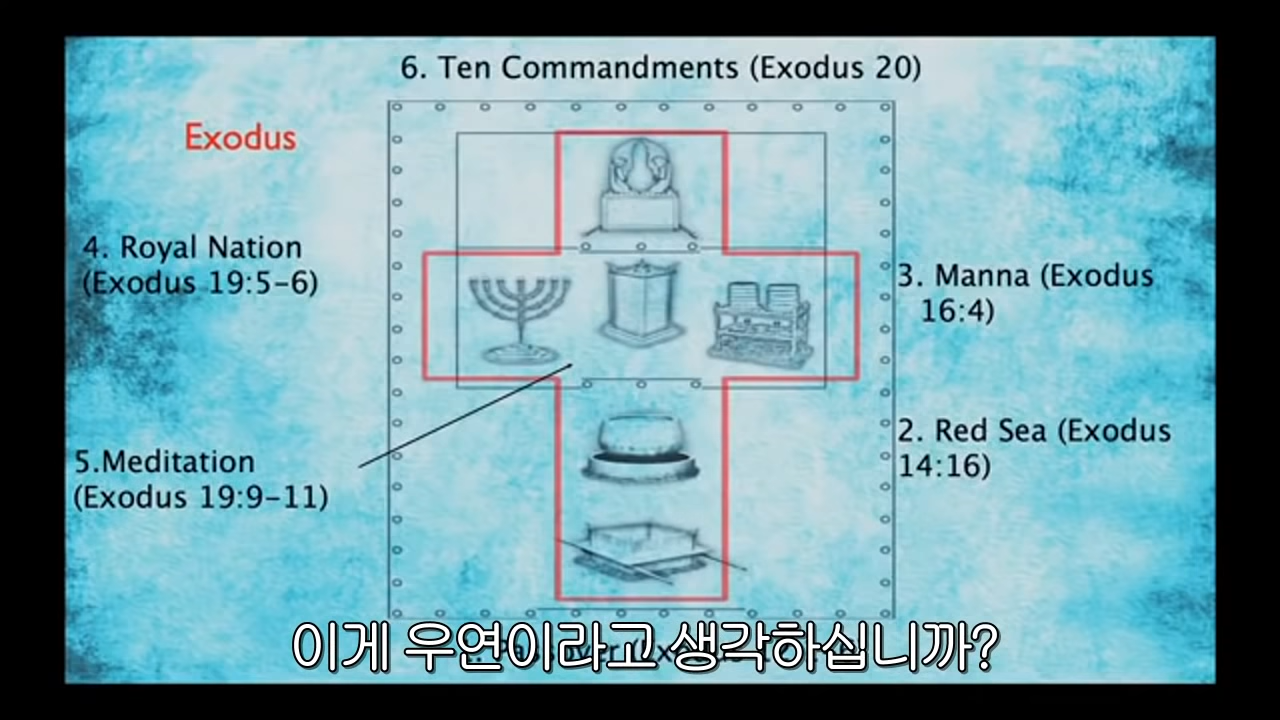 6. Ten Commandments (Exodus 20)
Exodus
4. Royal Nation
(Exodus 19:5-6)
3. Manna (Exodus
16:4)
2. Red Sea (Exodus
14:16)
5.Meditation
(Exodus 19:9-11)
이게 우연이라고 생각하십니까?